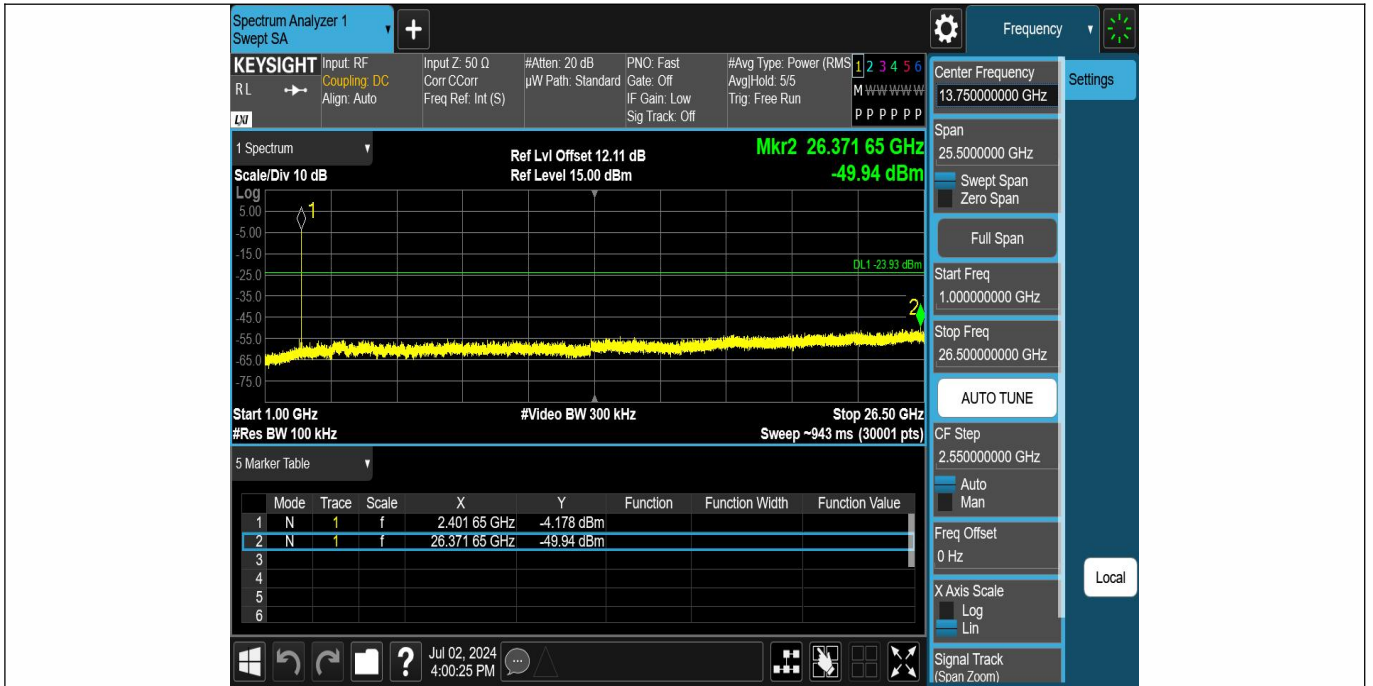 Spectrum Analyzer 1
Swept SA
+
Frequency
KEYSIGHT
RL
LXI
Input: RF
Coupling: DC
Align: Auto
Input Z: 50 Ω
Corr CCorr
Freq Ref: Int (S)
#Atten: 20 dB
µW Path: Standard
PNO: Fast
Gate: Off
IF Gain: Low
Sig Track: Off
#Avg Type: Power (RMS
Avg|Hold: 5/5
Trig: Free Run
1 2 3 4 5 6
M W W W W W
P P P P P P
1 Spectrum
Scale/Div 10 dB
Ref Lvl Offset 12.11 dB
Ref Level 15.00 dBm
Mkr2 26.371 65 GHz
-49.94 dBm
Log
5.00
-5.00
-15.0
-25.0
-35.0
-45.0
-55.0
-65.0
-75.0
1
DL1 -23.93 dBm
2
Start 1.00 GHz
#Video BW 300 kHz
Stop 26.50 GHz
#Res BW 100 kHz
Sweep ~943 ms (30001 pts)
5 Marker Table
Mode Trace Scale X Y Function Function Width Function Value
1 N 1 f 2.401 65 GHz -4.178 dBm
2 N 1 f 26.371 65 GHz -49.94 dBm
3
4
5
6
Jul 02, 2024
4:00:25 PM
?
Center Frequency
13.750000000 GHz
Settings
Span
25.5000000 GHz
Swept Span
Zero Span
Full Span
Start Freq
1.000000000 GHz
Stop Freq
26.500000000 GHz
AUTO TUNE
CF Step
2.550000000 GHz
Auto
Man
Freq Offset
0 Hz
Local
X Axis Scale
Log
Lin
Signal Track
(Span Zoom)